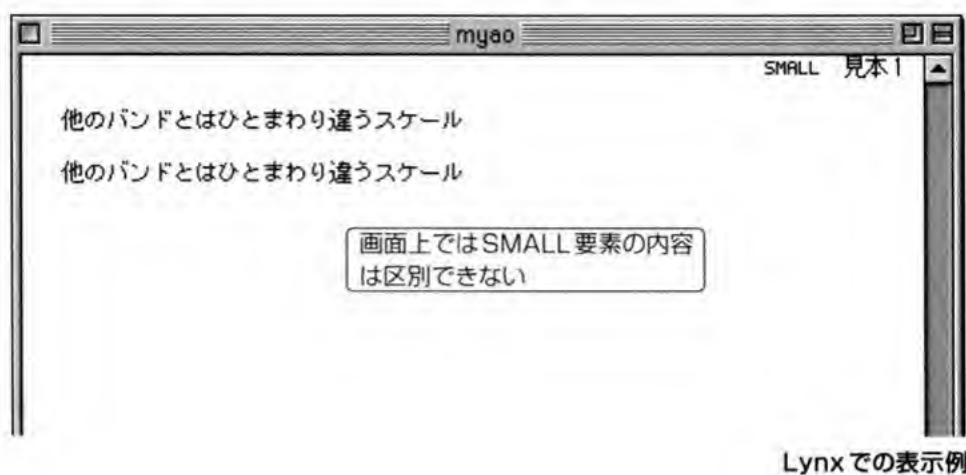 myao
SMALL 見本1
他のバンドとはひとまわり違うスケール
他のバンドとはひとまわり違うスケール
画面上ではSMALL要素の内容
は区別できない
Lynxでの表示例